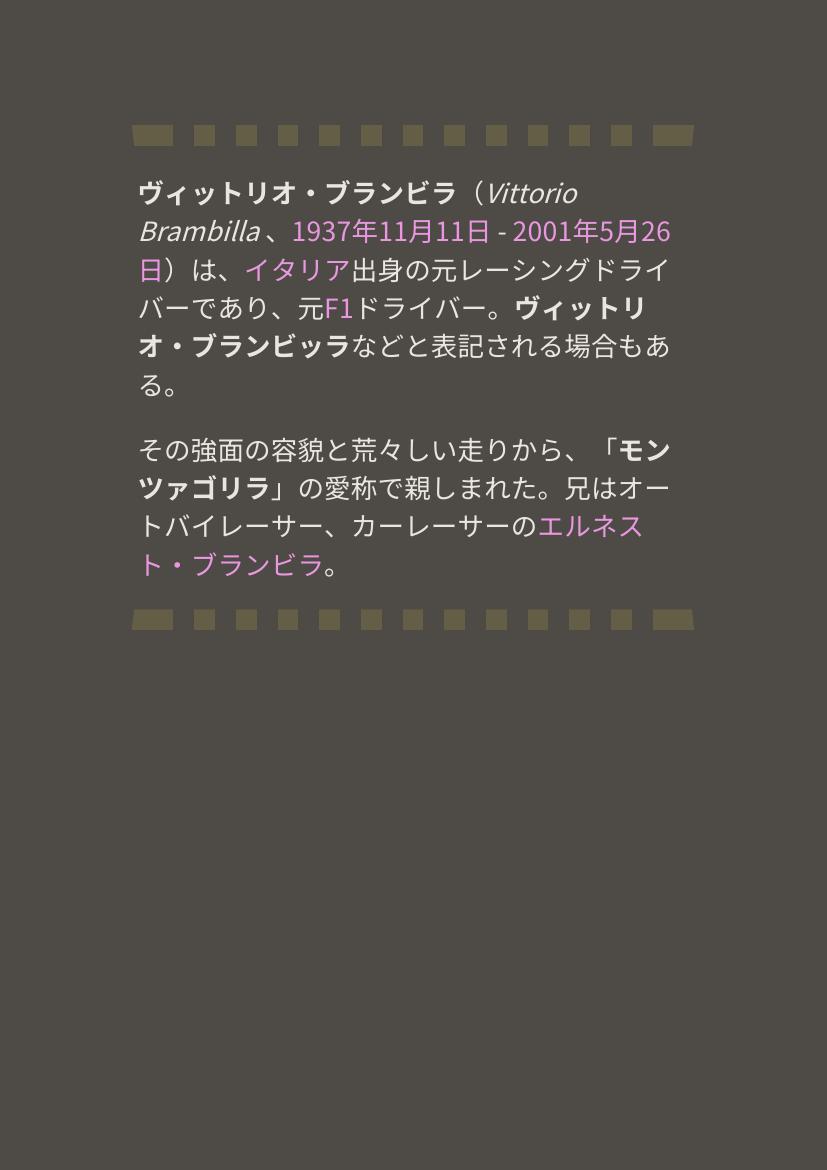 ヴィットリオ・ブランビラ（Vittorio
Brambilla 、1937年11月11日 - 2001年5月26
日）は、イタリア出身の元レーシングドライ
バーであり、元F1ドライバー。ヴィットリ
オ・ブランビッラなどと表記される場合もあ
る。
その強面の容貌と荒々しい走りから、「モン
ツァゴリラ」の愛称で親しまれた。兄はオー
トバイレーサー、カーレーサーのエルネス
ト・ブランビラ。